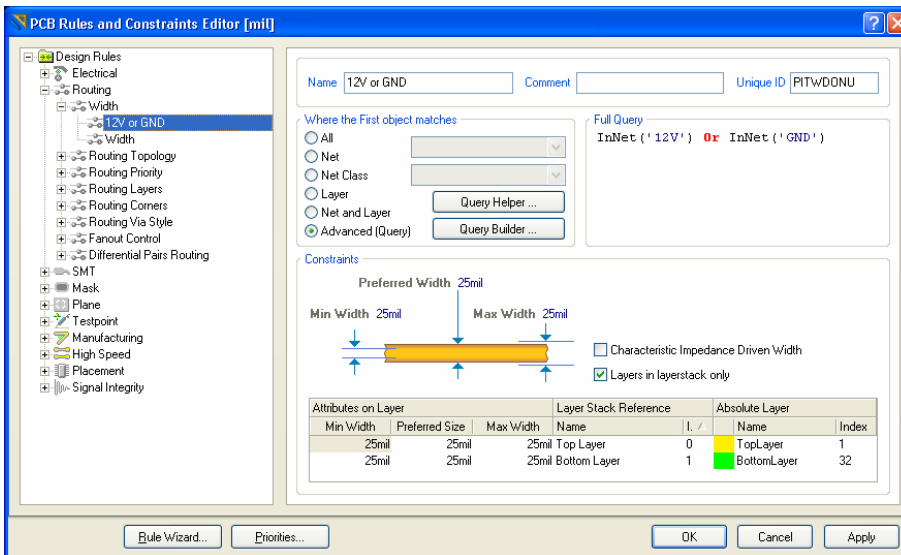 PCB Rules and Constraints Editor [mil]
Design Rules
Electrical
Routing
Width
12V or GND
Width
Routing Topology
Routing Priority
Routing Layers
Routing Corners
Routing Via Style
Fanout Control
Differential Pairs Routing
SMT
Mask
Plane
Testpoint
Manufacturing
High Speed
Placement
Signal Integrity
Name 12V or GND Comment Unique ID PITWDONU
Where the First object matches
All
Net
Net Class
Layer
Net and Layer
Advanced (Query)
Query Helper ...
Query Builder ...
Full Query
InNet('12V') Or InNet('GND')
Constraints
Preferred Width 25mil
Min Width 25mil Max Width 25mil
Characteristic Impedance Driven Width
Layers in layerstack only
Attributes on Layer Layer Stack Reference Absolute Layer
Min Width Preferred Size Max Width Name I. Name Index
25mil 25mil 25mil Top Layer 0 TopLayer 1
25mil 25mil 25mil Bottom Layer 1 BottomLayer 32
Rule Wizard... Priorities... OK Cancel Apply